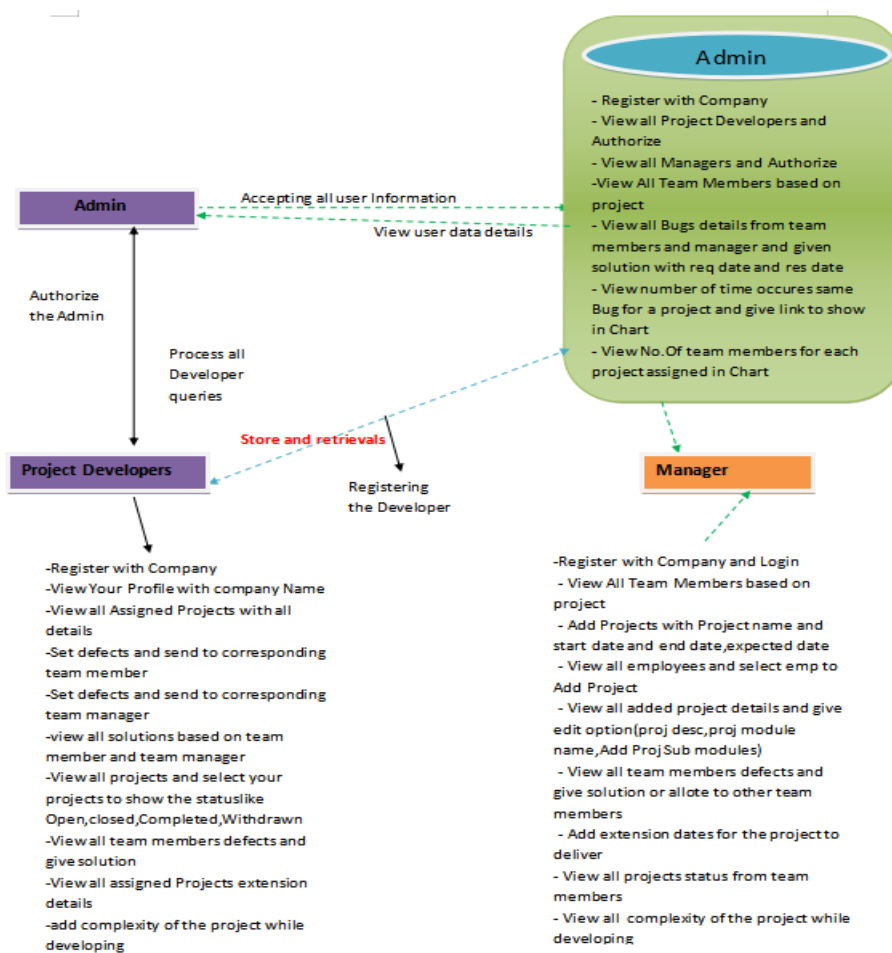 Admin
- Register with Company
- View all Project Developers and
Authorize
- View all Managers and Authorize
-View All Team Members based on
project
- View all Bugs details from team
members and manager and given
solution with req date and res date
- View number of time occures same
Bug for a project and give link to show
in Chart
- View No.Of team members for each
project assigned in Chart
Admin
Accepting all user Information
View user data details
Authorize
the Admin
Process all
Developer
queries
Store and retrievals
Registering
the Developer
Project Developers
-Register with Company
-View Your Profile with company Name
-View all Assigned Projects with all
details
-Set defects and send to corresponding
team member
-Set defects and send to corresponding
team manager
-view all solutions based on team
member and team manager
-View all projects and select your
projects to show the statuslike
Open,closed,Completed,Withdrawn
-View all team members defects and
give solution
-View all assigned Projects extension
details
-add complexity of the project while
developing
Manager
-Register with Company and Login
- View All Team Members based on
project
- Add Projects with Project name and
start date and end date,expected date
- View all employees and select emp to
Add Project
- View all added project details and give
edit option(proj desc,proj module
name,Add Proj Sub modules)
- View all team members defects and
give solution or allote to other team
members
- Add extension dates for the project to
deliver
- View all projects status from team
members
- View all complexity of the project while
developing